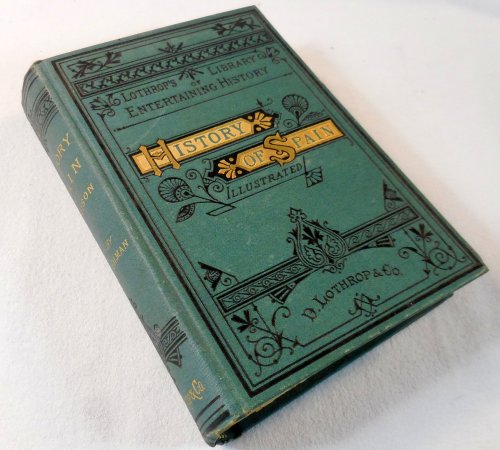 LOTHROP'S LIBRARY
OF
ENTERTAINING HISTORY
HISTORY
OF SPAIN
ILLUSTRATED
D. LOTHROP & CO.